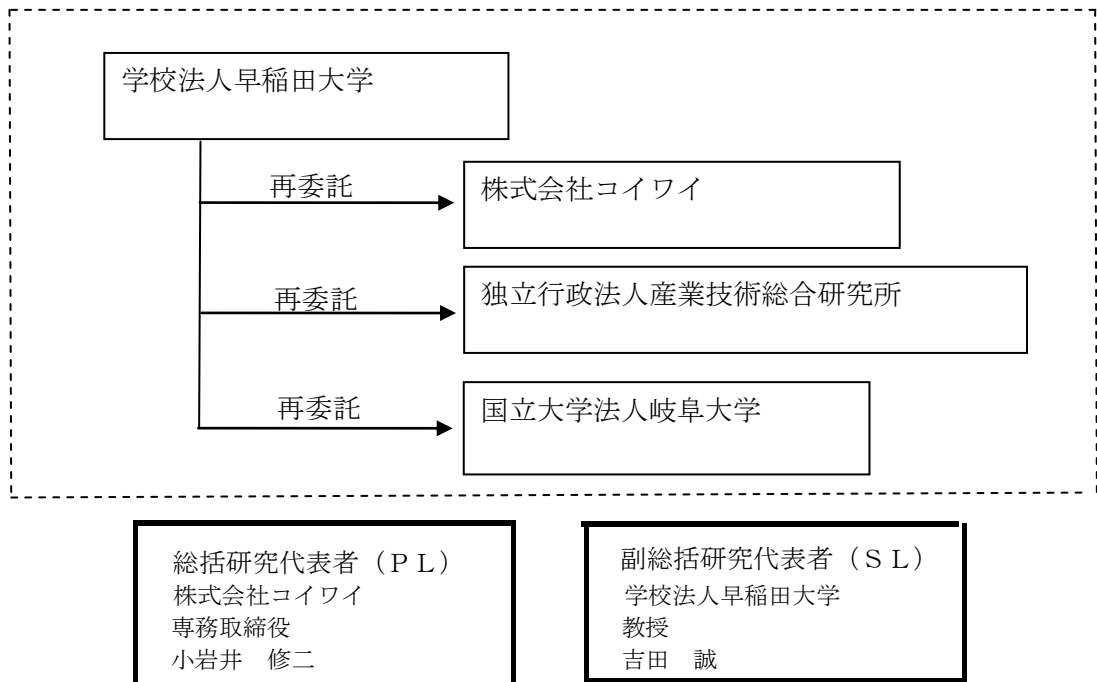 学校法人早稲田大学
再委託
株式会社コイワイ
再委託
独立行政法人産業技術総合研究所
再委託
国立大学法人岐阜大学
総括研究代表者（ＰＬ）
株式会社コイワイ
専務取締役
小岩井　修二
副総括研究代表者（ＳＬ）
学校法人早稲田大学
教授
吉田　誠